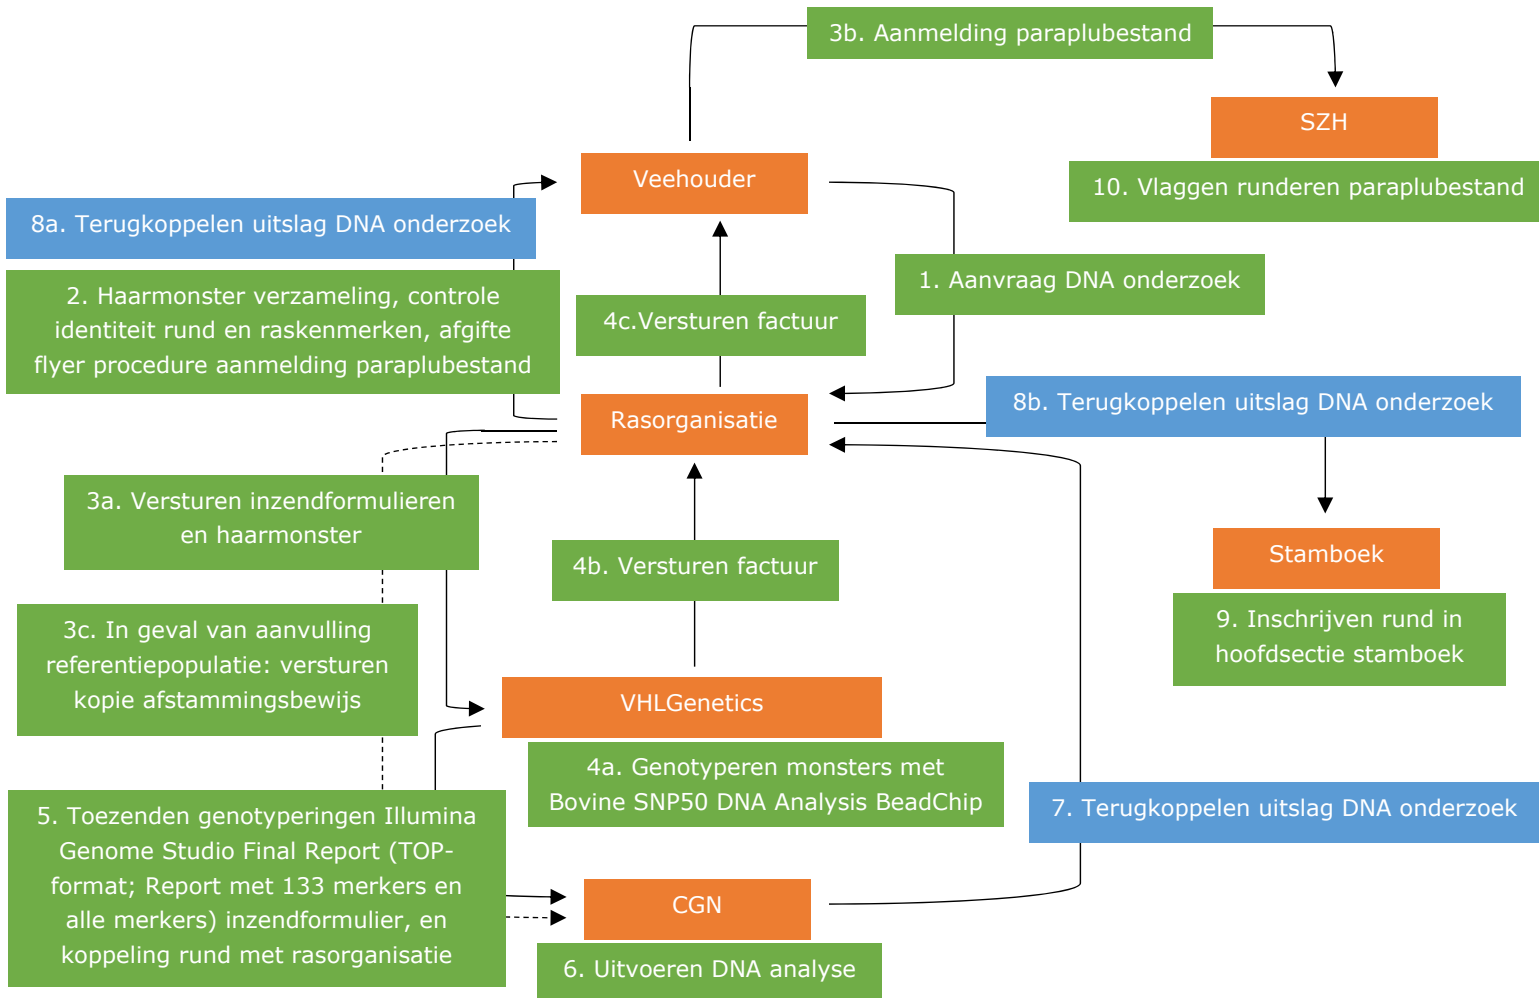 3b. Aanmelding paraplubestand
SZH
10. Vlaggen runderen paraplubestand
Veehouder
8a. Terugkoppelen uitslag DNA onderzoek
1. Aanvraag DNA onderzoek
2. Haarmonster verzameling, controle
identiteit rund en raskenmerken, afgifte
flyer procedure aanmelding paraplubestand
4c.Versturen factuur
Rasorganisatie
8b. Terugkoppelen uitslag DNA onderzoek
3a. Versturen inzendformulieren
en haarmonster
4b. Versturen factuur
Stamboek
9. Inschrijven rund in
hoofdsectie stamboek
3c. In geval van aanvulling
referentiepopulatie: versturen
kopie afstammingsbewijs
VHLGenetics
4a. Genotyperen monsters met
Bovine SNP50 DNA Analysis BeadChip
7. Terugkoppelen uitslag DNA onderzoek
5. Toezenden genotyperingen Illumina
Genome Studio Final Report (TOP-
format; Report met 133 merkers en
alle merkers) inzendformulier, en
koppeling rund met rasorganisatie
CGN
6. Uitvoeren DNA analyse